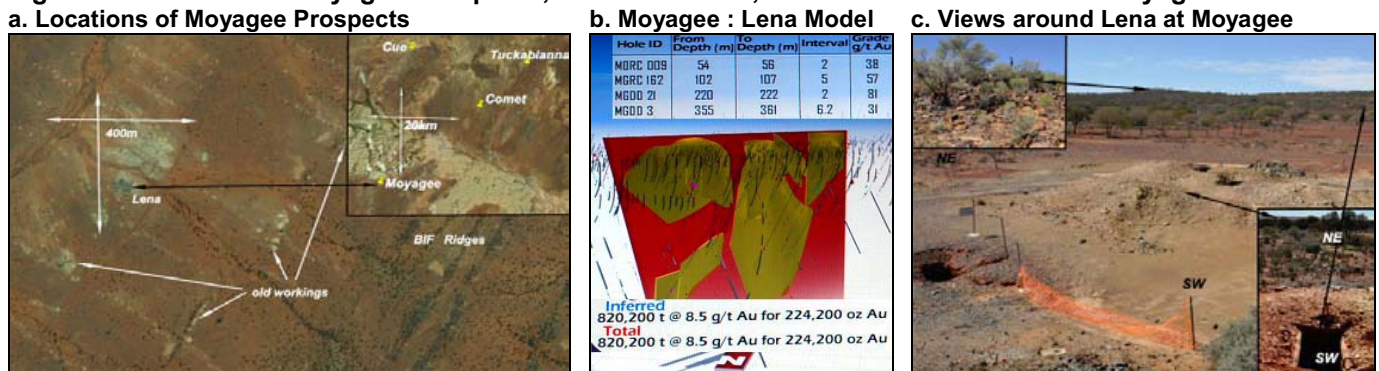 a. Locations of Moyagee Prospects
Cue
Tuckabianna
Comet
20km
400m
Moyagee
Lena
BIF Ridges
old workings
b. Moyagee : Lena Model
Hole ID From Depth (m) To Depth (m) Interval Grade g/t Au
MORC 009 54 56 2 38
MGRC 162 102 107 5 57
MGDD 21 220 222 2 81
MGDD 3 355 361 6.2 31
Inferred
820,200 t @ 8.5 g/t Au for 224,200 oz Au
Total
820,200 t @ 8.5 g/t Au for 224,200 oz Au
N
c. Views around Lena at Moyagee
NE
SW
NE
SW